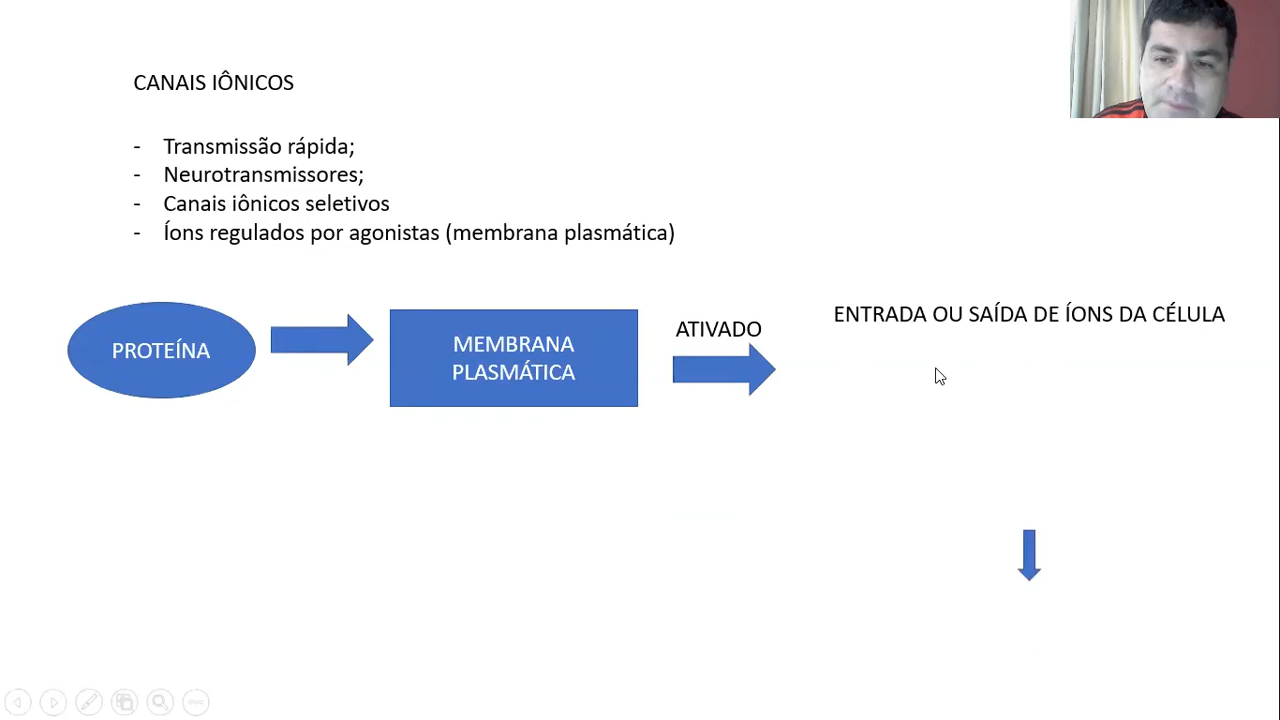 CANAIS IÔNICOS
- Transmissão rápida;
- Neurotransmissores;
- Canais iônicos seletivos
- Íons regulados por agonistas (membrana plasmática)
PROTEÍNA
MEMBRANA
PLASMÁTICA
ATIVADO
ENTRADA OU SAÍDA DE ÍONS DA CÉLULA